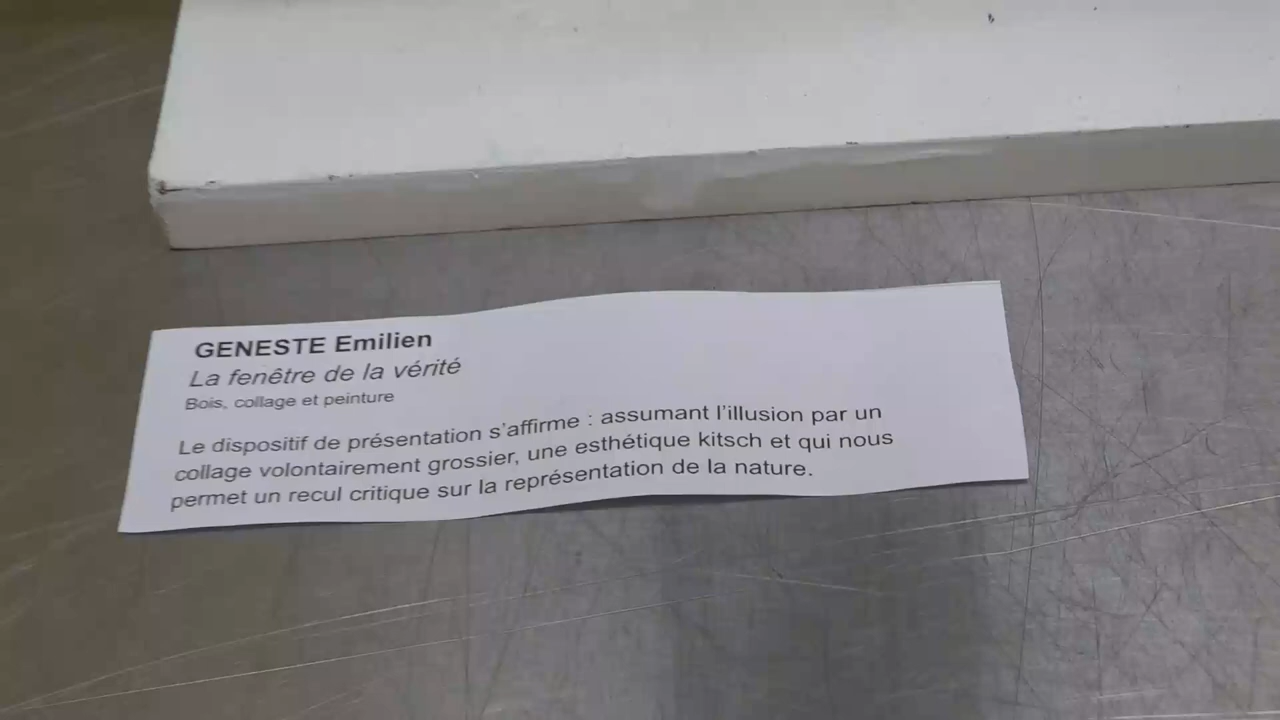 GENESTE Emilien
La fenêtre de la vérité
Bois, collage et peinture
Le dispositif de présentation s'affirme : assumant l'illusion par un
collage volontairement grossier, une esthétique kitsch et qui nous
permet un recul critique sur la représentation de la nature.